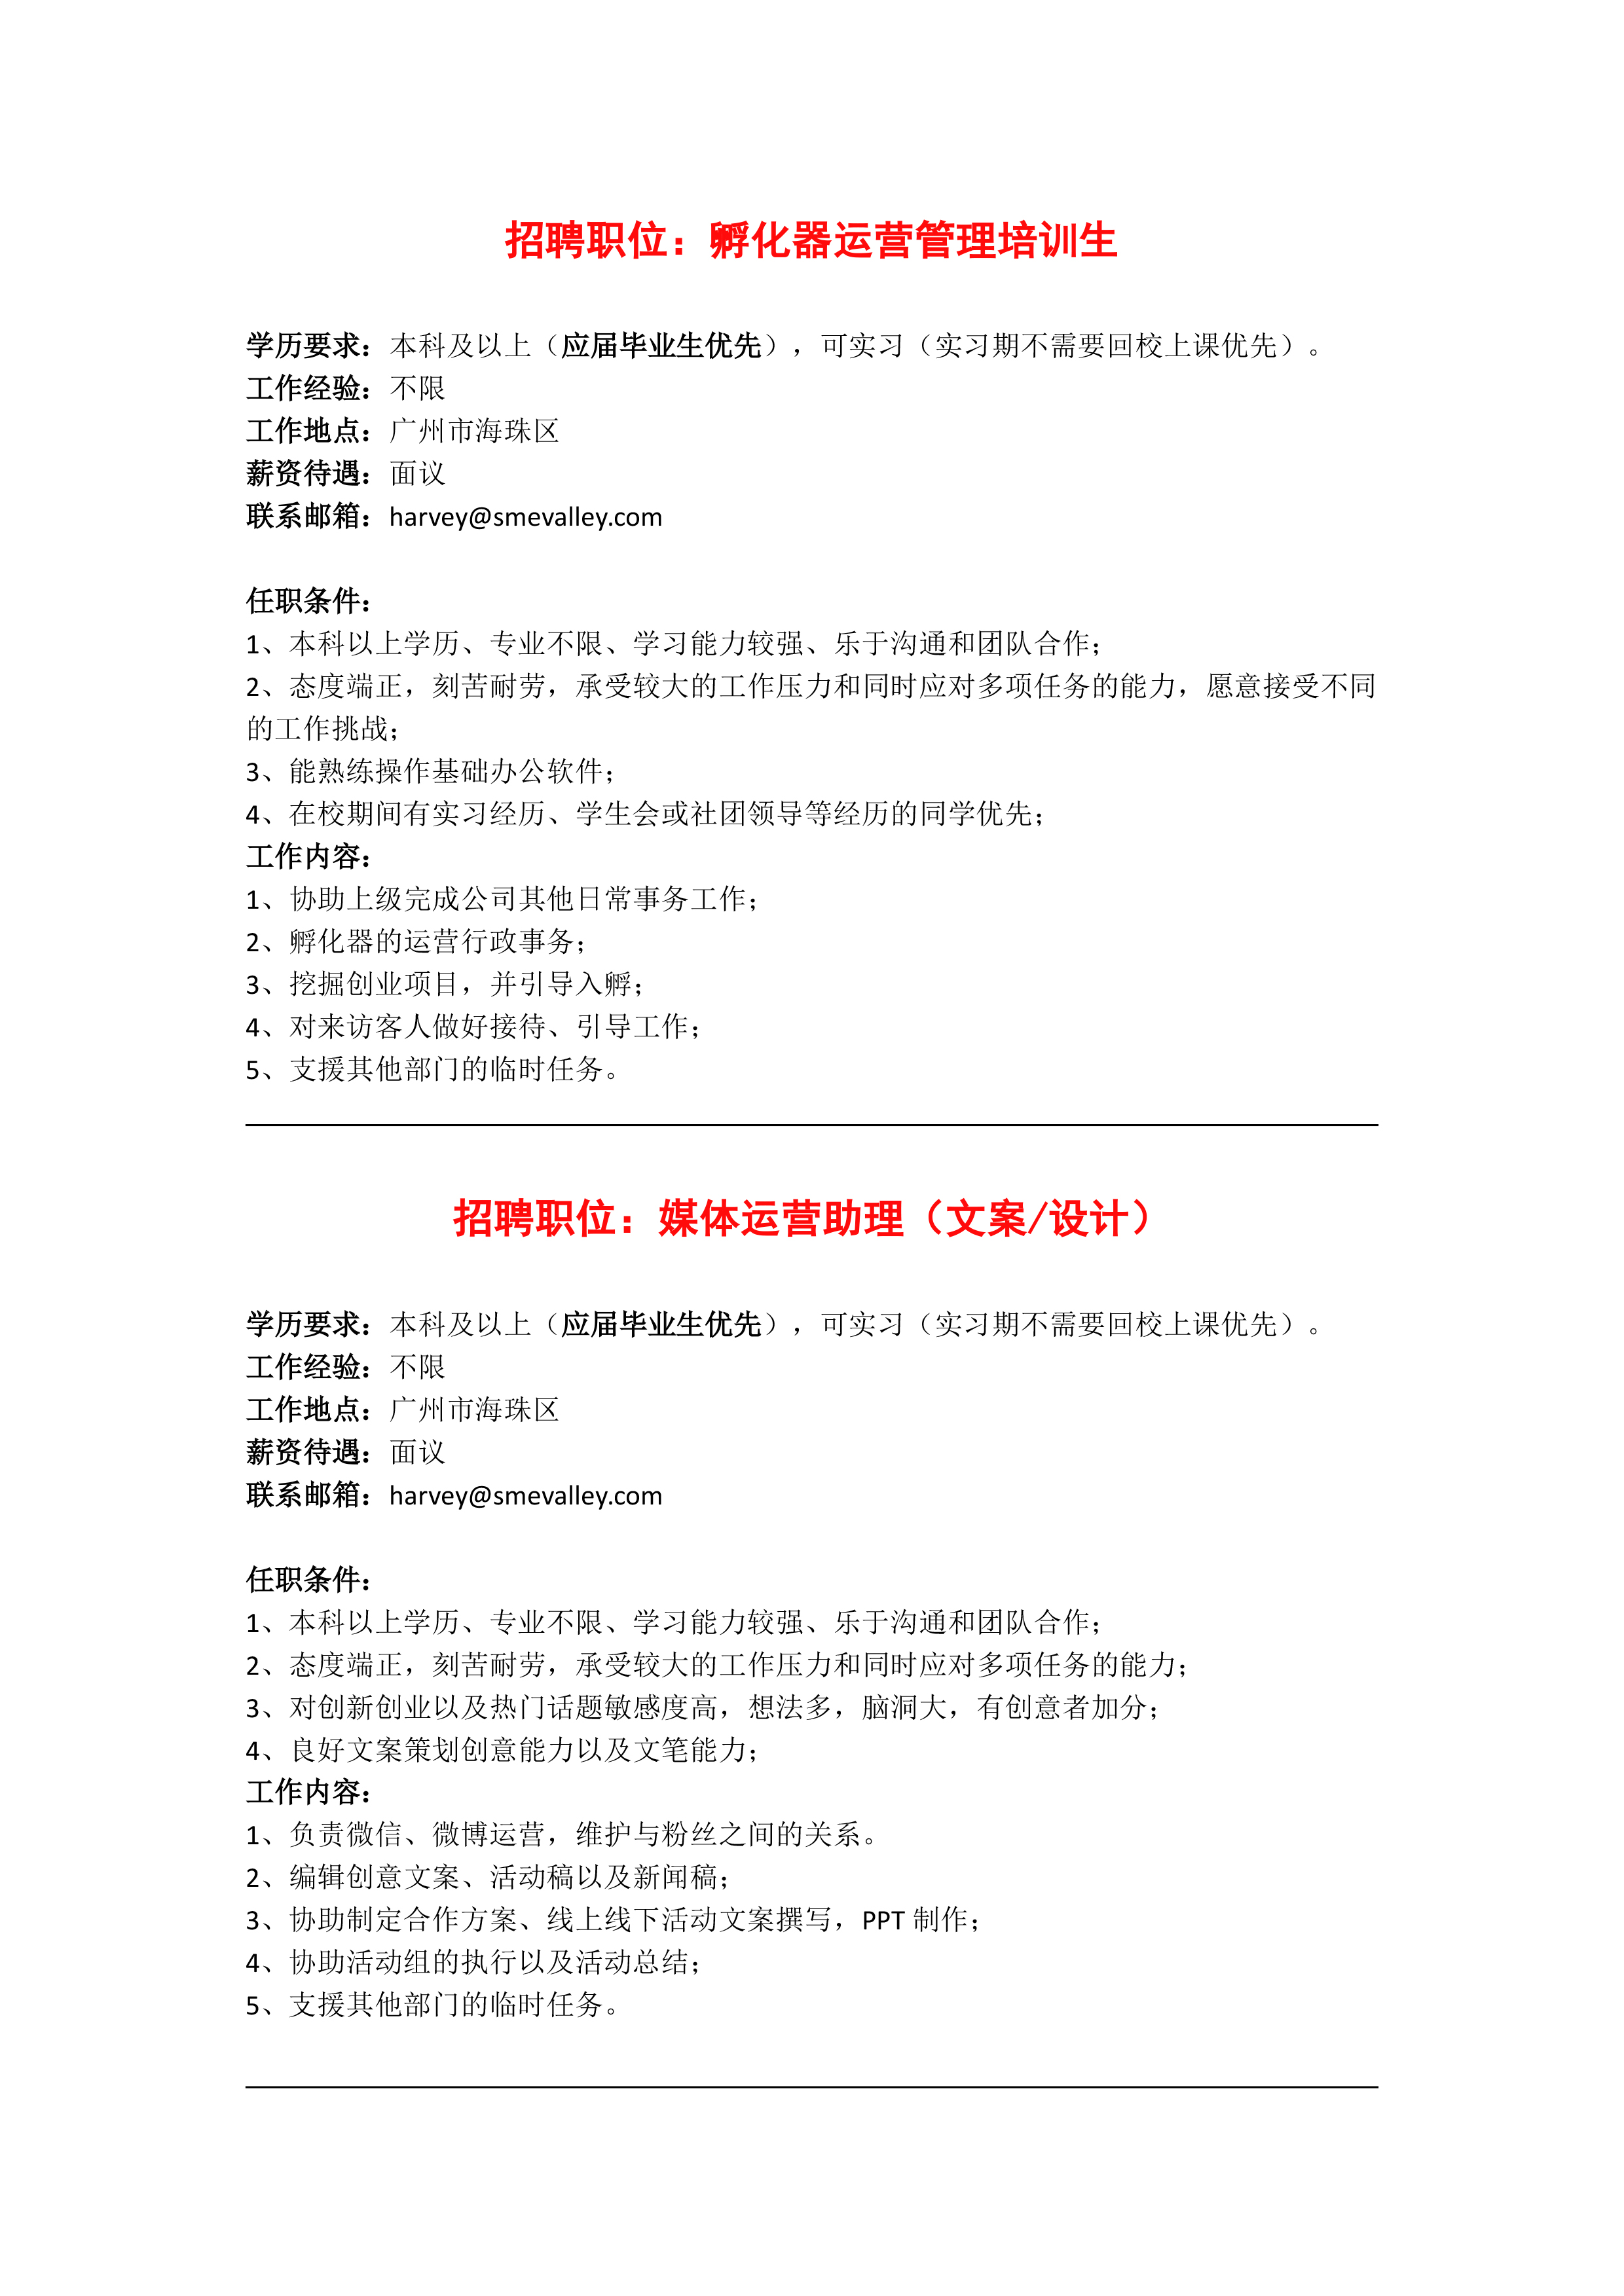 招聘职位：孵化器运营管理培训生
学历要求：本科及以上（应届毕业生优先），可实习（实习期不需要回校上课优先）。
工作经验：不限
工作地点：广州市海珠区
薪资待遇：面议
联系邮箱：harvey@smevalley.com
任职条件：
1、本科以上学历、专业不限、学习能力较强、乐于沟通和团队合作；
2、态度端正，刻苦耐劳，承受较大的工作压力和同时应对多项任务的能力，愿意接受不同
的工作挑战；
3、能熟练操作基础办公软件；
4、在校期间有实习经历、学生会或社团领导等经历的同学优先；
工作内容：
1、协助上级完成公司其他日常事务工作；
2、孵化器的运营行政事务；
3、挖掘创业项目，并引导入孵；
4、对来访客人做好接待、引导工作；
5、支援其他部门的临时任务。
招聘职位：媒体运营助理（文案/设计）
学历要求：本科及以上（应届毕业生优先），可实习（实习期不需要回校上课优先）。
工作经验：不限
工作地点：广州市海珠区
薪资待遇：面议
联系邮箱：harvey@smevalley.com
任职条件：
1、本科以上学历、专业不限、学习能力较强、乐于沟通和团队合作；
2、态度端正，刻苦耐劳，承受较大的工作压力和同时应对多项任务的能力；
3、对创新创业以及热门话题敏感度高，想法多，脑洞大，有创意者加分；
4、良好文案策划创意能力以及文笔能力；
工作内容：
1、负责微信、微博运营，维护与粉丝之间的关系。
2、编辑创意文案、活动稿以及新闻稿；
3、协助制定合作方案、线上线下活动文案撰写，PPT 制作；
4、协助活动组的执行以及活动总结；
5、支援其他部门的临时任务。